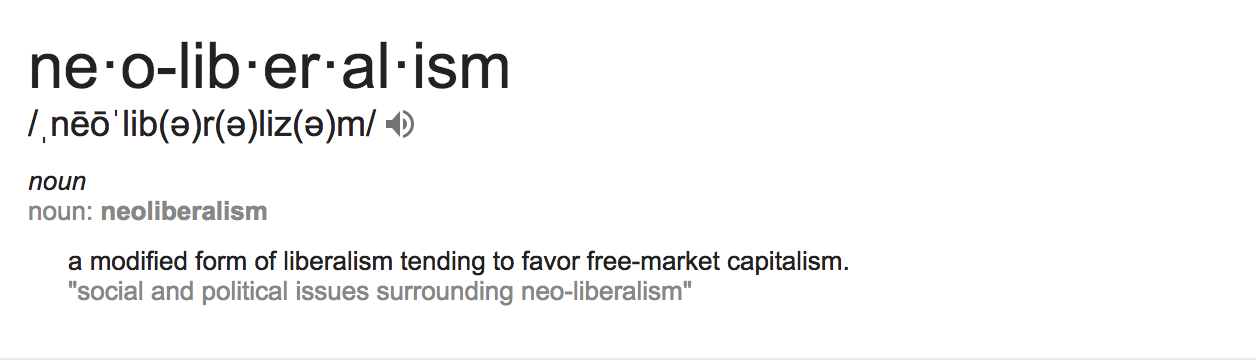 ne·o-lib·er·al·ism
/ˌnēōˈlib(ə)r(ə)liz(ə)m/
noun
noun: neoliberalism
a modified form of liberalism tending to favor free-market capitalism.
"social and political issues surrounding neo-liberalism"